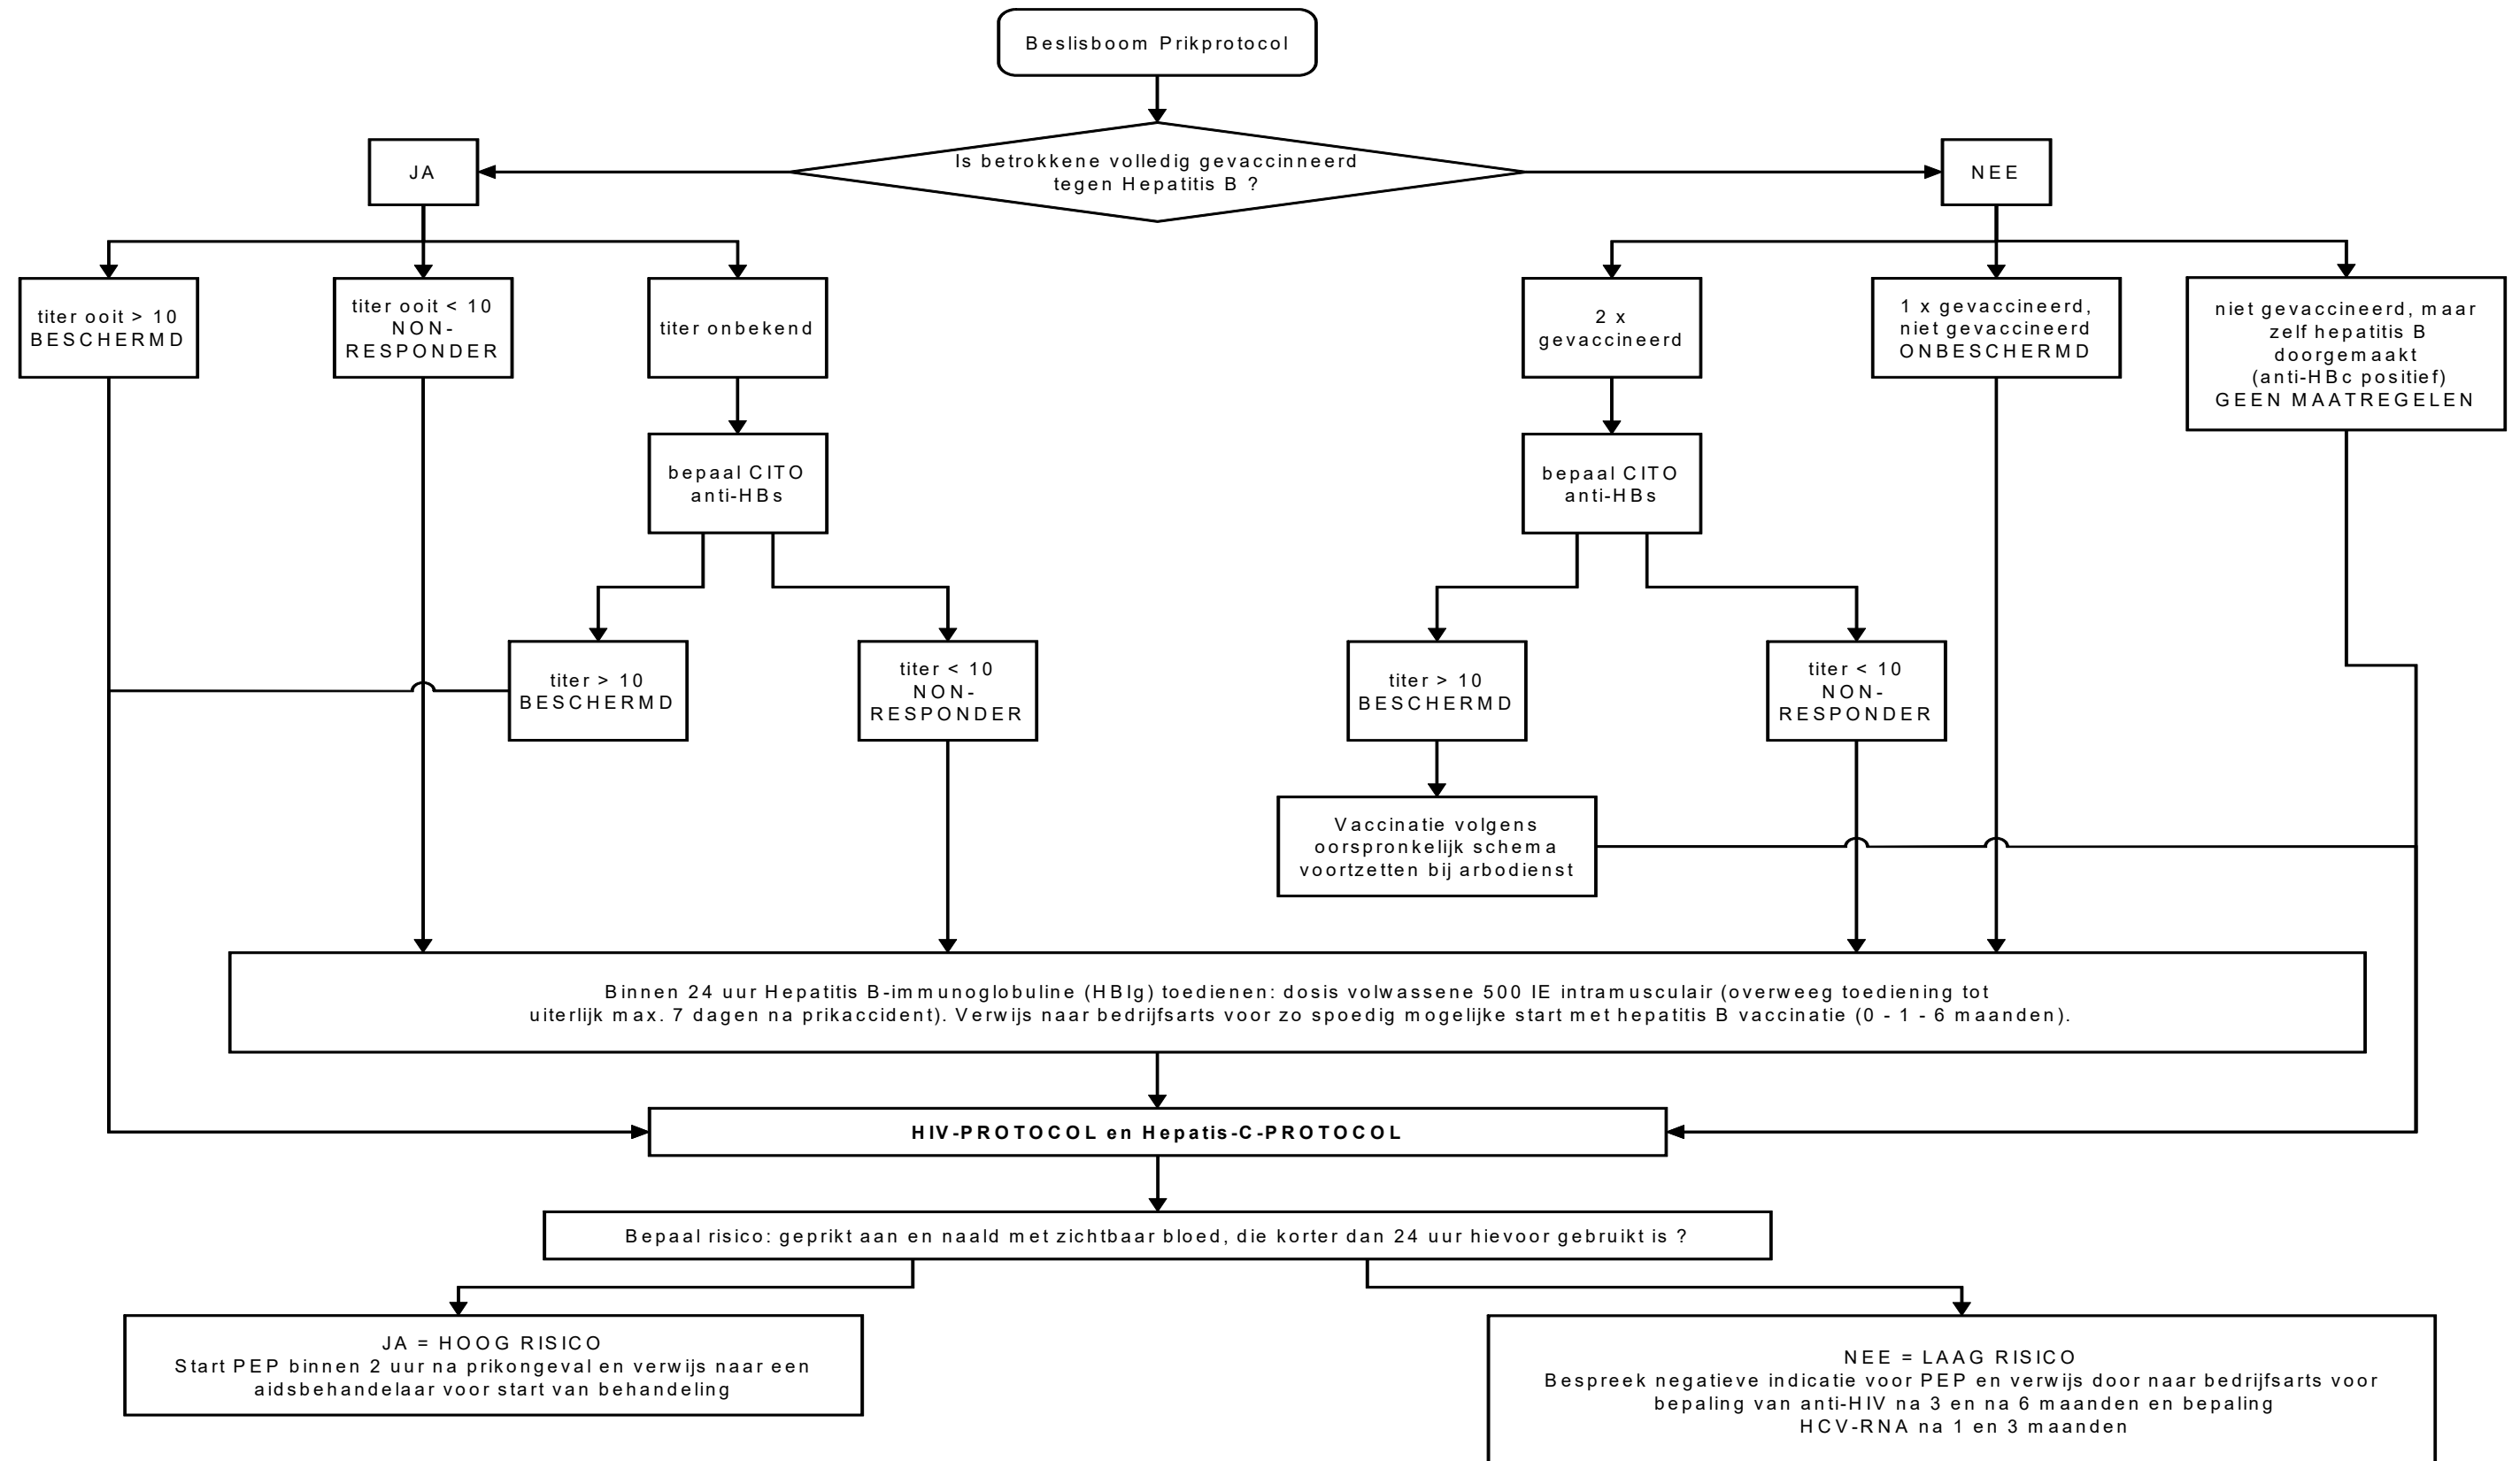 Beslisboom Prikprotocol
Is betrokkene volledig gevaccinneerd
tegen Hepatitis B ?
JA
NEE
titer ooit > 10
BESCHERMD
titer ooit < 10
NON-
RESPONDER
titer onbekend
2 x
gevaccineerd
1 x gevaccineerd,
niet gevaccineerd
ONBESCHERMD
niet gevaccineerd, maar
zelf hepatitis B
doorgemaakt
(anti-HBc positief)
GEEN MAATREGELEN
bepaal CITO
anti-HBs
bepaal CITO
anti-HBs
titer > 10
BESCHERMD
titer < 10
NON-
RESPONDER
titer > 10
BESCHERMD
titer < 10
NON-
RESPONDER
Vaccinatie volgens
oorspronkelijk schema
voortzetten bij arbodienst
Binnen 24 uur Hepatitis B-immunoglobuline (HBIg) toedienen: dosis volwassene 500 IE intramusculair (overweeg toediening tot
uiterlijk max. 7 dagen na prikaccident). Verwijs naar bedrijfsarts voor zo spoedig mogelijke start met hepatitis B vaccinatie (0 - 1 - 6 maanden).
HIV-PROTOCOL en Hepatis-C-PROTOCOL
Bepaal risico: geprikt aan en naald met zichtbaar bloed, die korter dan 24 uur hievoor gebruikt is ?
JA = HOOG RISICO
Start PEP binnen 2 uur na prikongeval en verwijs naar een
aidsbehandelaar voor start van behandeling
NEE = LAAG RISICO
Bespreek negatieve indicatie voor PEP en verwijs door naar bedrijfsarts voor
bepaling van anti-HIV na 3 en na 6 maanden en bepaling
HCV-RNA na 1 en 3 maanden